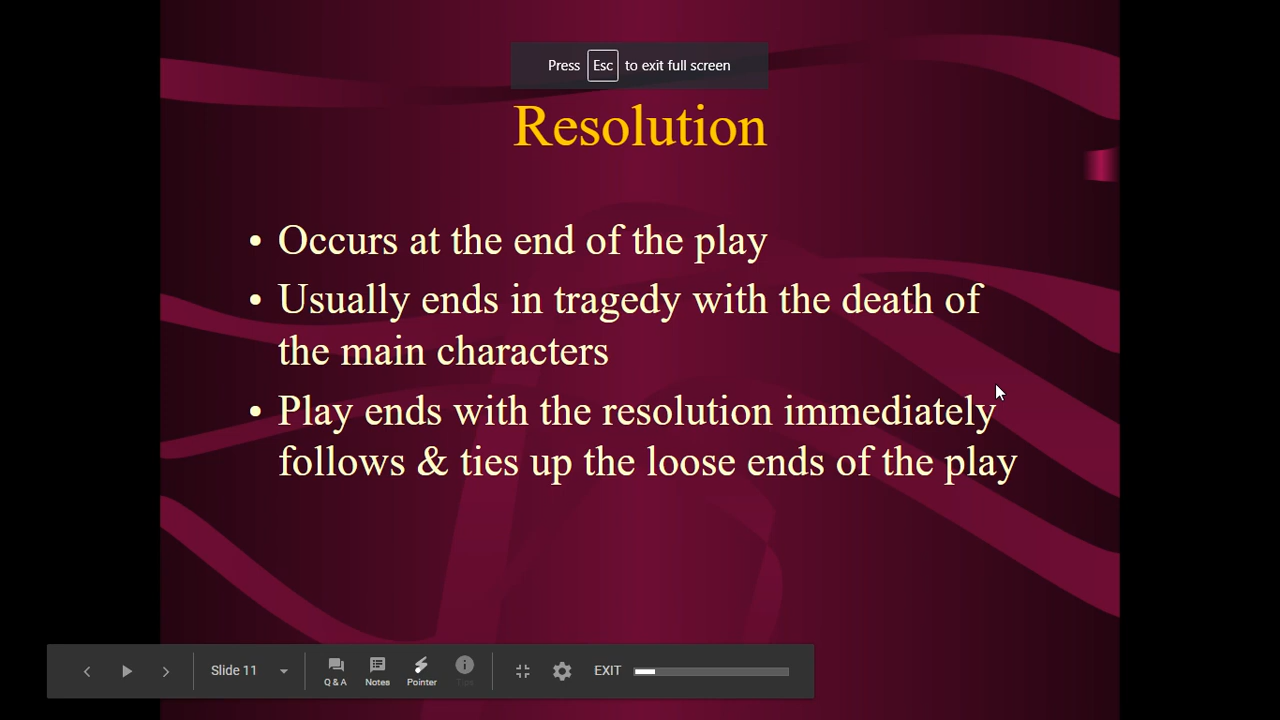 Press Esc to exit full screen
Resolution
• Occurs at the end of the play
• Usually ends in tragedy with the death of
the main characters
• Play ends with the resolution immediately
follows & ties up the loose ends of the play
Slide 11 Q & A Notes Pointer Tips EXIT